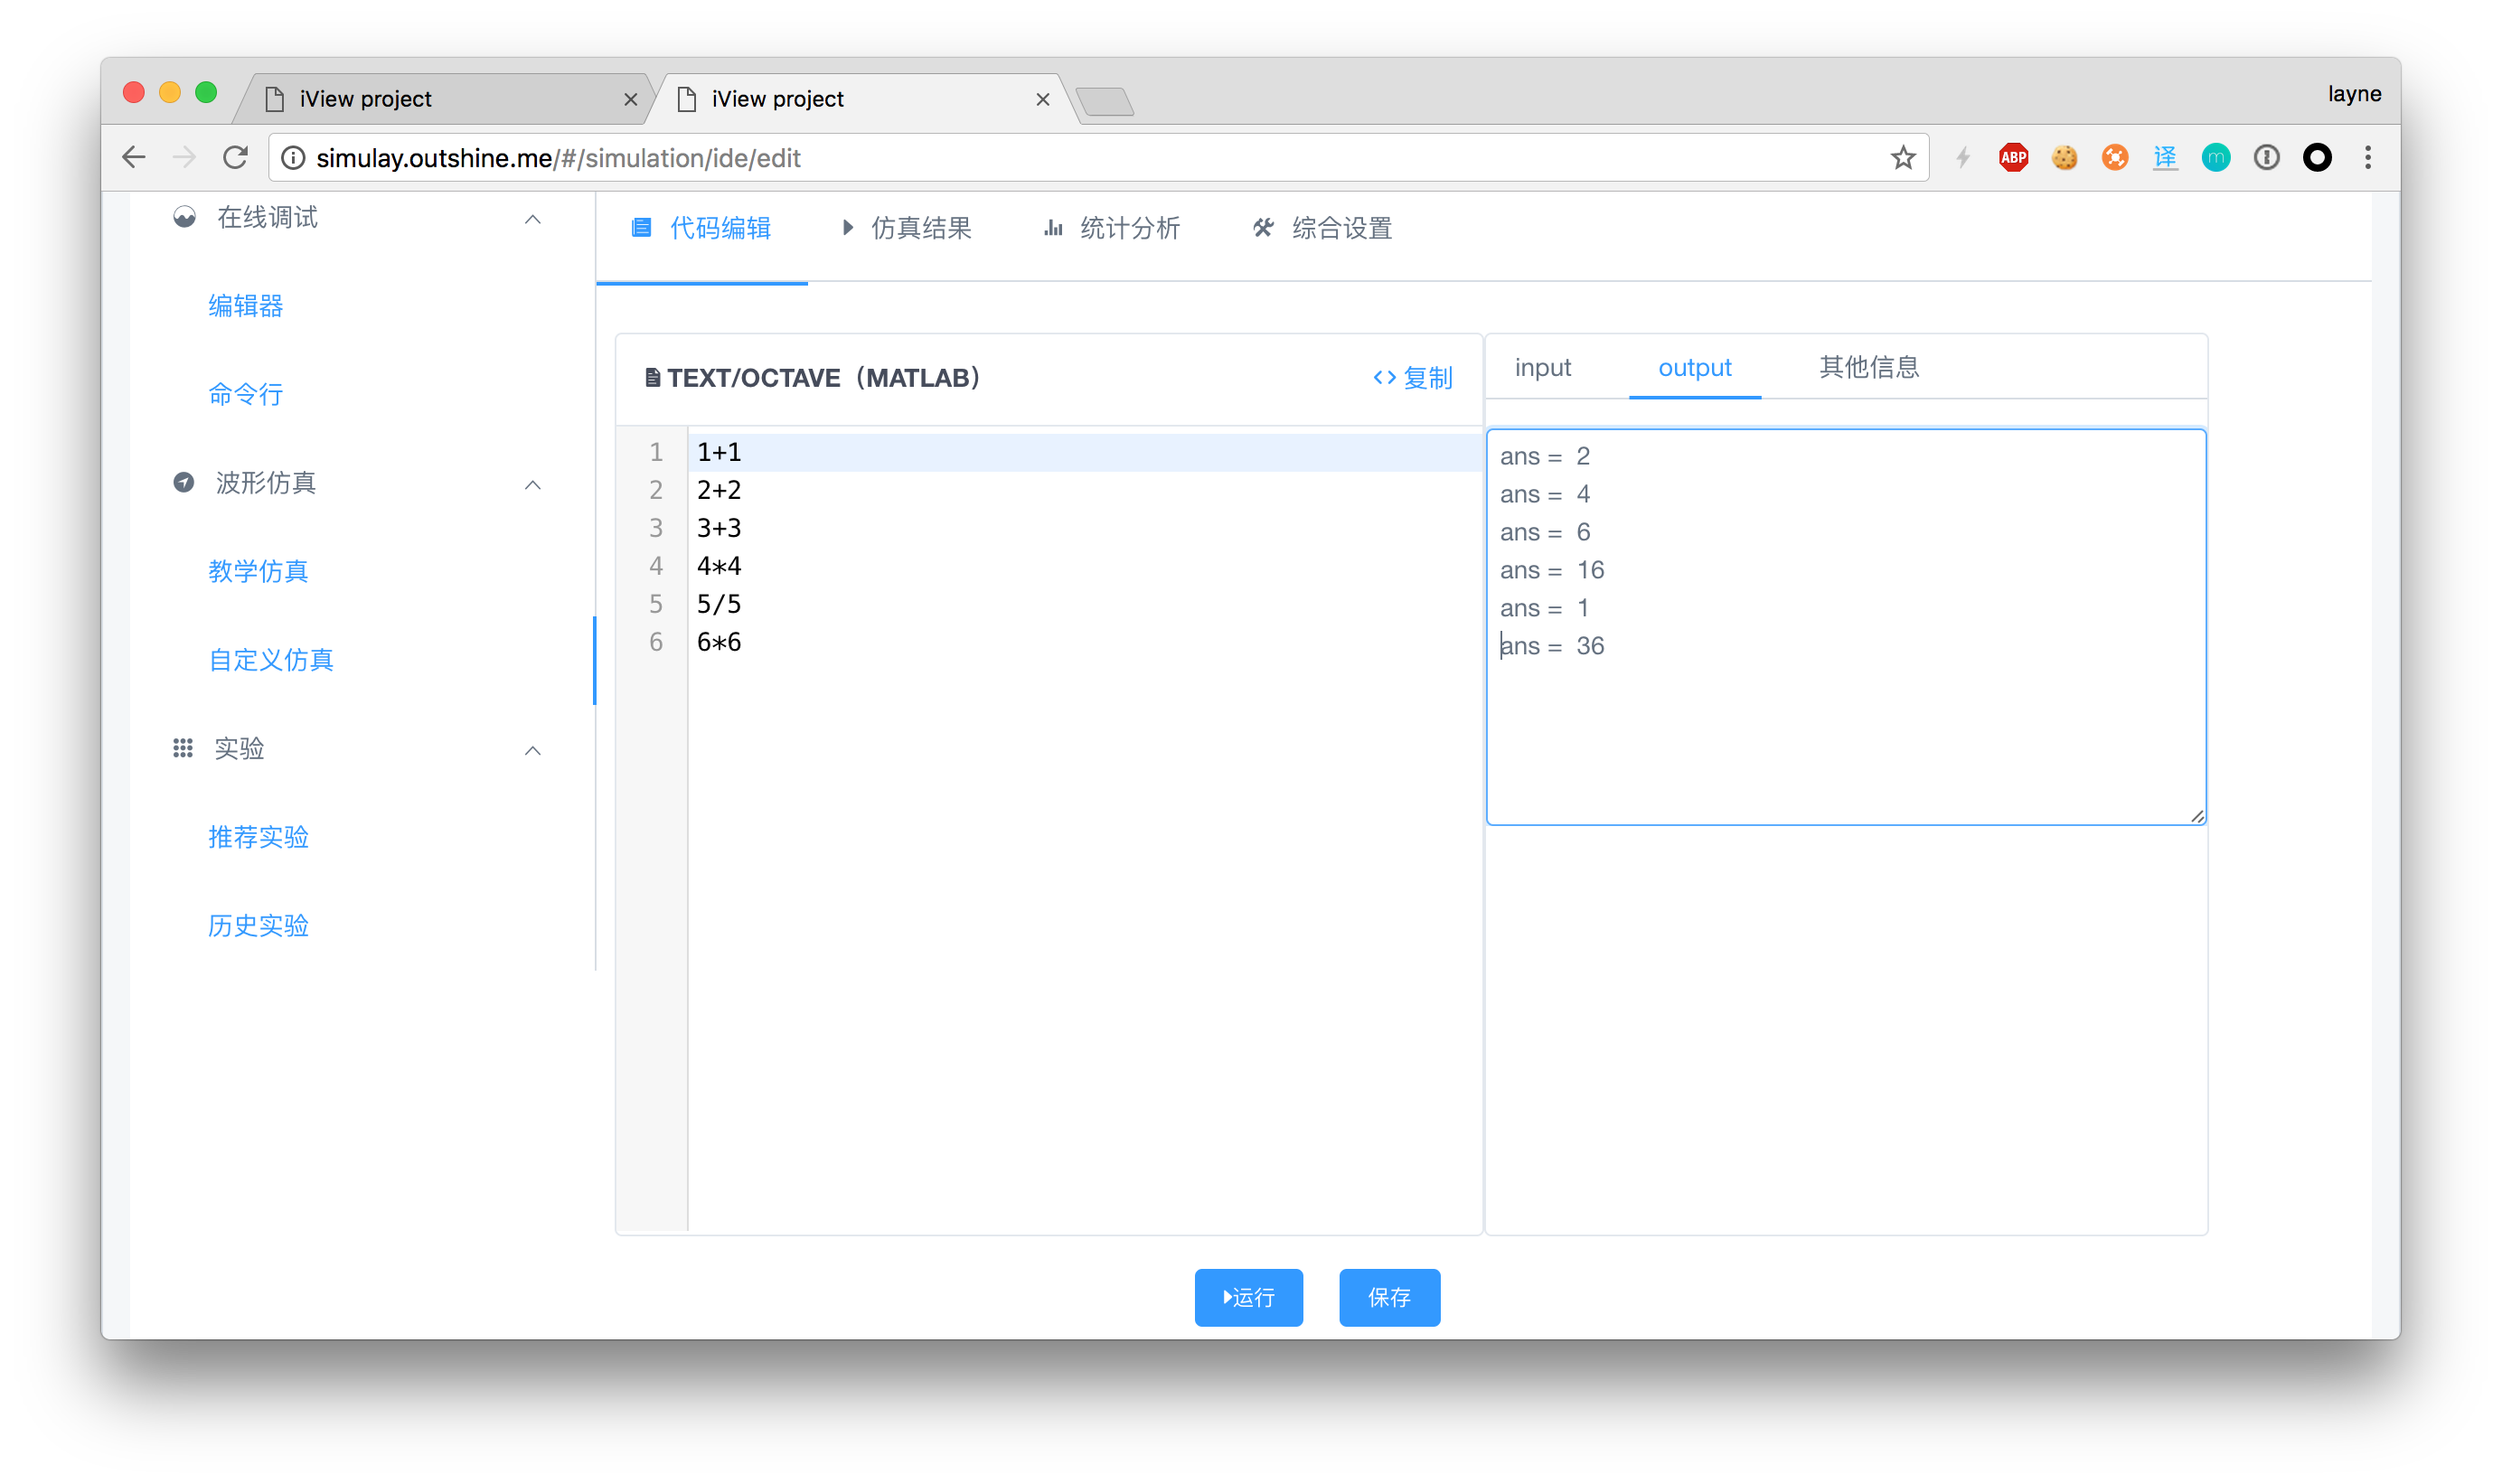 iView project
iView project
layne
simulay.outshine.me/#/simulation/ide/edit
ABP
译
m
在线调试
编辑器
命令行
波形仿真
教学仿真
自定义仿真
实验
推荐实验
历史实验
代码编辑 仿真结果 统计分析 综合设置
TEXT/OCTAVE（MATLAB） <> 复制
1 1+1
2 2+2
3 3+3
4 4*4
5 5/5
6 6*6
input output 其他信息
ans = 2
ans = 4
ans = 6
ans = 16
ans = 1
ans = 36
运行 保存